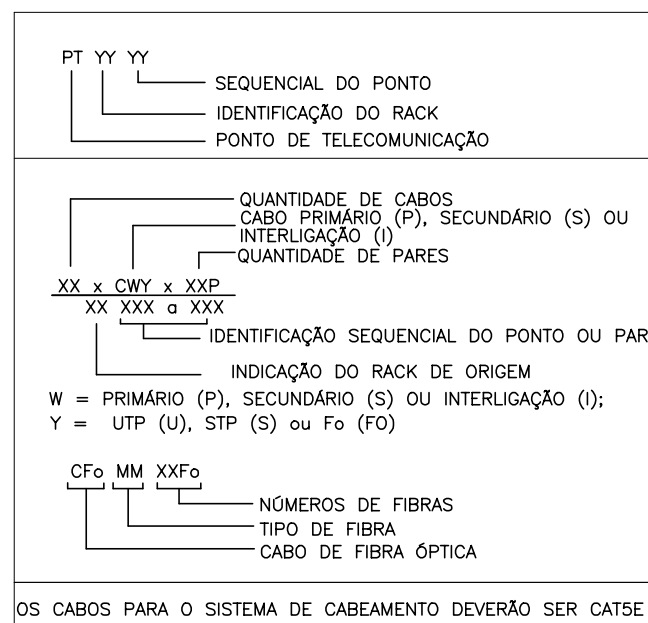 PT YY YY
SEQUENCIAL DO PONTO
IDENTIFICAÇÃO DO RACK
PONTO DE TELECOMUNICAÇÃO
QUANTIDADE DE CABOS
CABO PRIMÁRIO (P), SECUNDÁRIO (S) OU
INTERLIGAÇÃO (I)
QUANTIDADE DE PARES
XX x CWY x XXP
XX XXX a XXX
IDENTIFICAÇÃO SEQUENCIAL DO PONTO OU PAR
INDICAÇÃO DO RACK DE ORIGEM
W = PRIMÁRIO (P), SECUNDÁRIO (S) OU INTERLIGAÇÃO (I);
Y = UTP (U), STP (S) ou Fo (FO)
CFo MM XXFo
NÚMEROS DE FIBRAS
TIPO DE FIBRA
CABO DE FIBRA ÓPTICA
OS CABOS PARA O SISTEMA DE CABEAMENTO DEVERÃO SER CAT5E